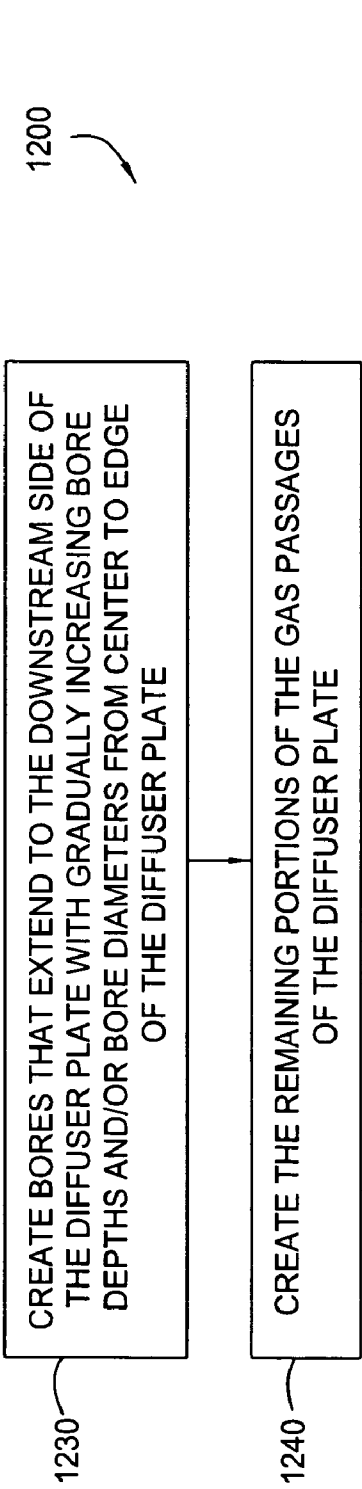 1200
1230
CREATE BORES THAT EXTEND TO THE DOWNSTREAM SIDE OF
THE DIFFUSER PLATE WITH GRADUALLY INCREASING BORE
DEPTHS AND/OR BORE DIAMETERS FROM CENTER TO EDGE
OF THE DIFFUSER PLATE
1240
CREATE THE REMAINING PORTIONS OF THE GAS PASSAGES
OF THE DIFFUSER PLATE